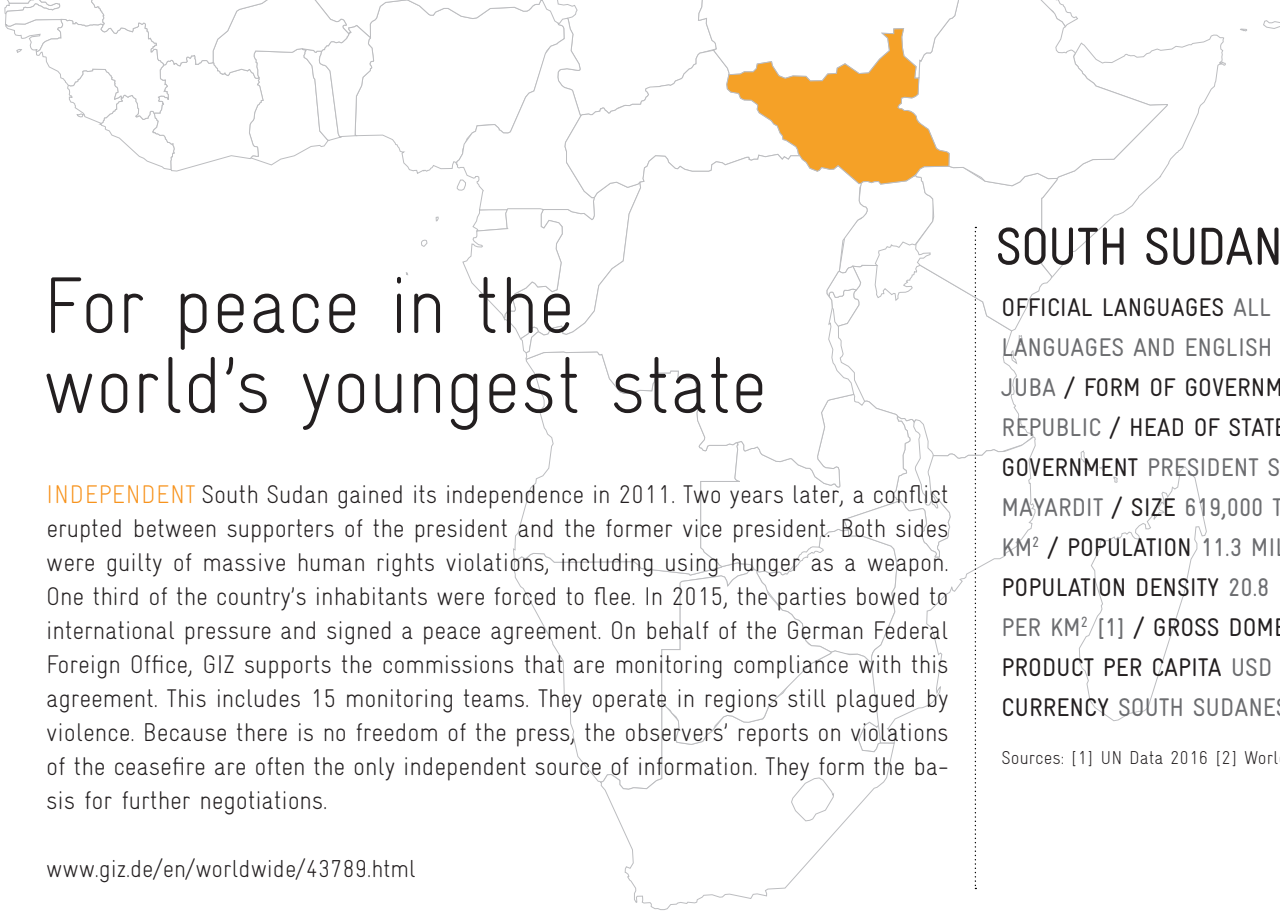 For peace in the
world's youngest state
INDEPENDENT South Sudan gained its independence in 2011. Two years later, a conflict
erupted between supporters of the president and the former vice president. Both sides
were guilty of massive human rights violations, including using hunger as a weapon.
One third of the country's inhabitants were forced to flee. In 2015, the parties bowed to
international pressure and signed a peace agreement. On behalf of the German Federal
Foreign Office, GIZ supports the commissions that are monitoring compliance with this
agreement. This includes 15 monitoring teams. They operate in regions still plagued by
violence. Because there is no freedom of the press, the observers' reports on violations
of the ceasefire are often the only independent source of information. They form the ba-
sis for further negotiations.
www.giz.de/en/worldwide/43789.html
SOUTH SUDAN
OFFICIAL LANGUAGES ALL
LANGUAGES AND ENGLISH
JUBA / FORM OF GOVERNM
REPUBLIC / HEAD OF STATE
GOVERNMENT PRESIDENT S
MAYARDIT / SIZE 619,000 T
KM² / POPULATION 11.3 MIL
POPULATION DENSITY 20.8
PER KM² [1] / GROSS DOME
PRODUCT PER CAPITA USD
CURRENCY SOUTH SUDANES
Sources: [1] UN Data 2016 [2] Worl